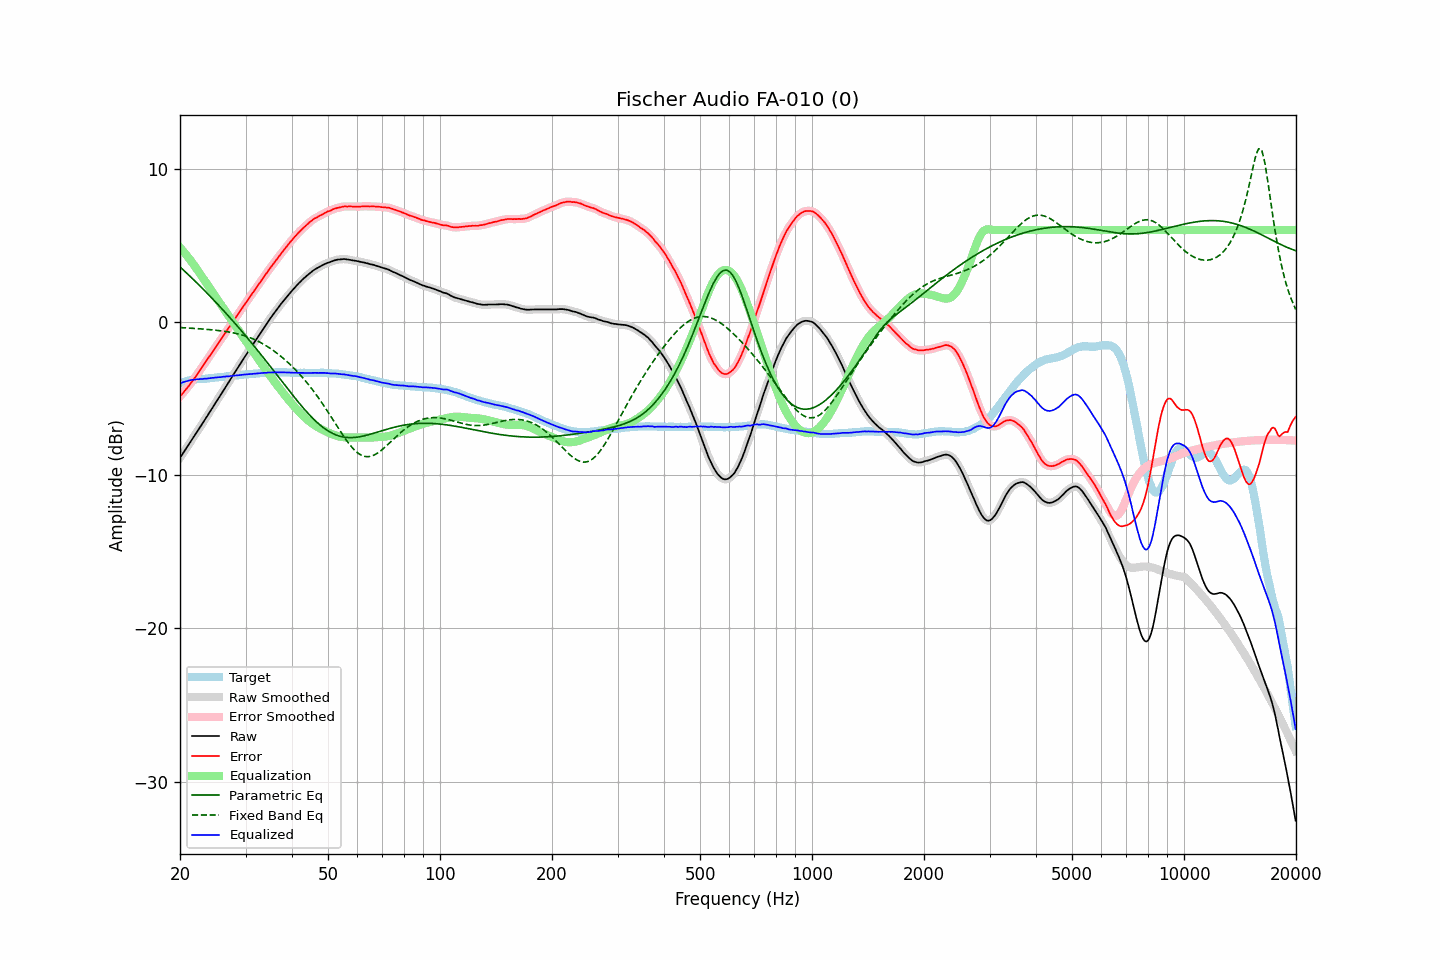 Fischer Audio FA-010 (0)
Amplitude (dBr)
10
0
−10
−20
−30
Target
Raw Smoothed
Error Smoothed
Raw
Error
Equalization
Parametric Eq
Fixed Band Eq
Equalized
20 50 100 200 500 1000 2000 5000 10000 20000
Frequency (Hz)